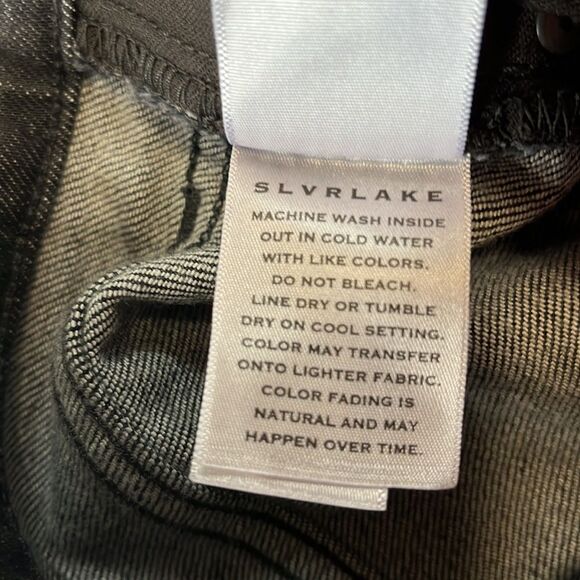 SLVRLAKE
MACHINE WASH INSIDE
OUT IN COLD WATER
WITH LIKE COLORS.
DO NOT BLEACH.
LINE DRY OR TUMBLE
DRY ON COOL SETTING.
COLOR MAY TRANSFER
ONTO LIGHTER FABRIC.
COLOR FADING IS
NATURAL AND MAY
HAPPEN OVER TIME.